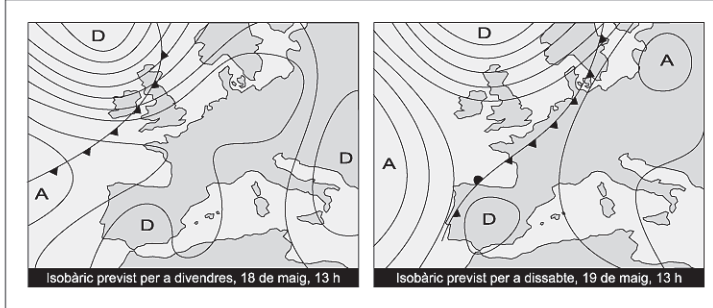 D
D
A
D
Isobàric previst per a divendres, 18 de maig, 13 h
D
A
A
D
Isobàric previst per a dissabte, 19 de maig, 13 h